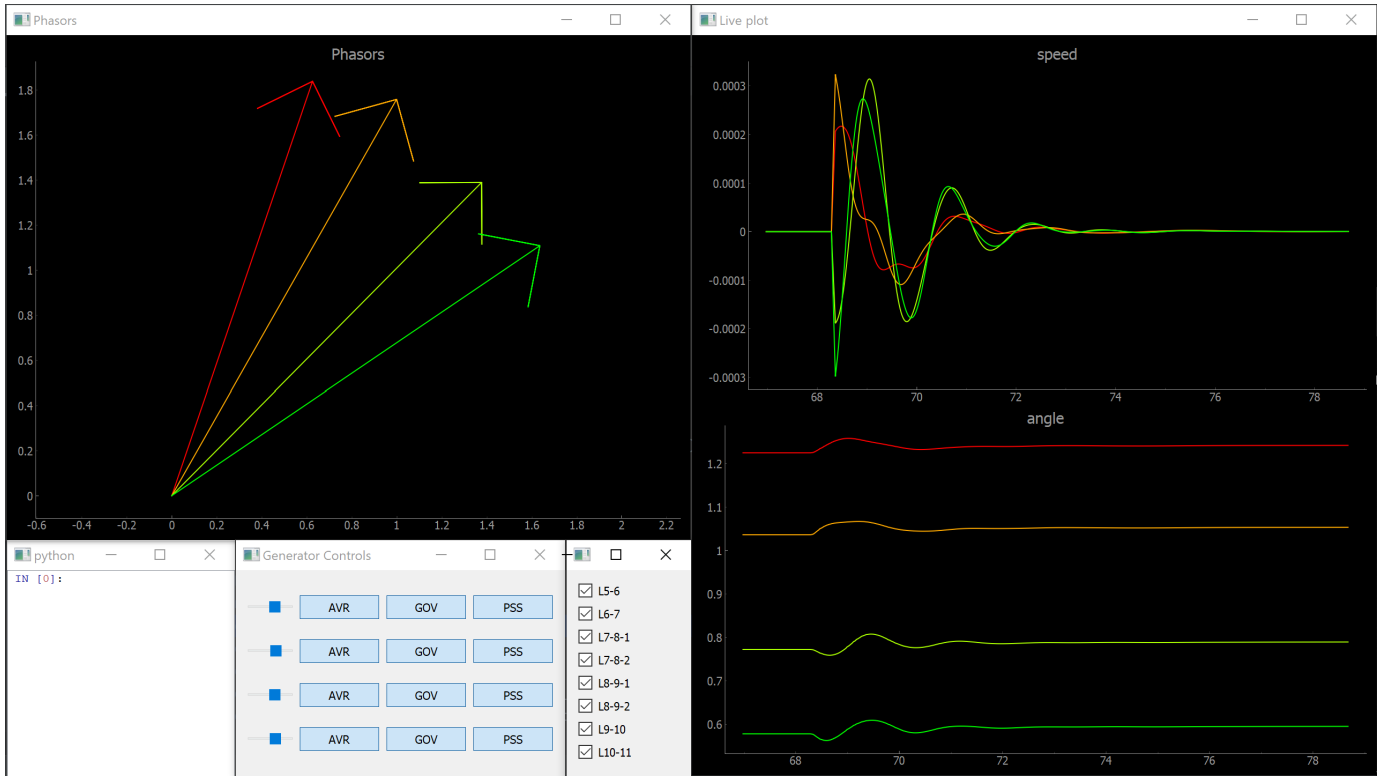 Phasors
Phasors
1.8
1.6
1.4
1.2
1
0.8
0.6
0.4
0.2
0
-0.6 -0.4 -0.2 0 0.2 0.4 0.6 0.8 1 1.2 1.4 1.6 1.8 2 2.2
Live plot
speed
0.0003
0.0002
0.0001
0
-0.0001
-0.0002
-0.0003
68 70 72 74 76 78
angle
1.2
1
0.9
0.8
0.7
0.6
68 70 72 74 76 78
python
IN [0]:
Generator Controls
AVR GOV PSS
AVR GOV PSS
AVR GOV PSS
AVR GOV PSS
L5-6
L6-7
L7-8-1
L7-8-2
L8-9-1
L8-9-2
L9-10
L10-11